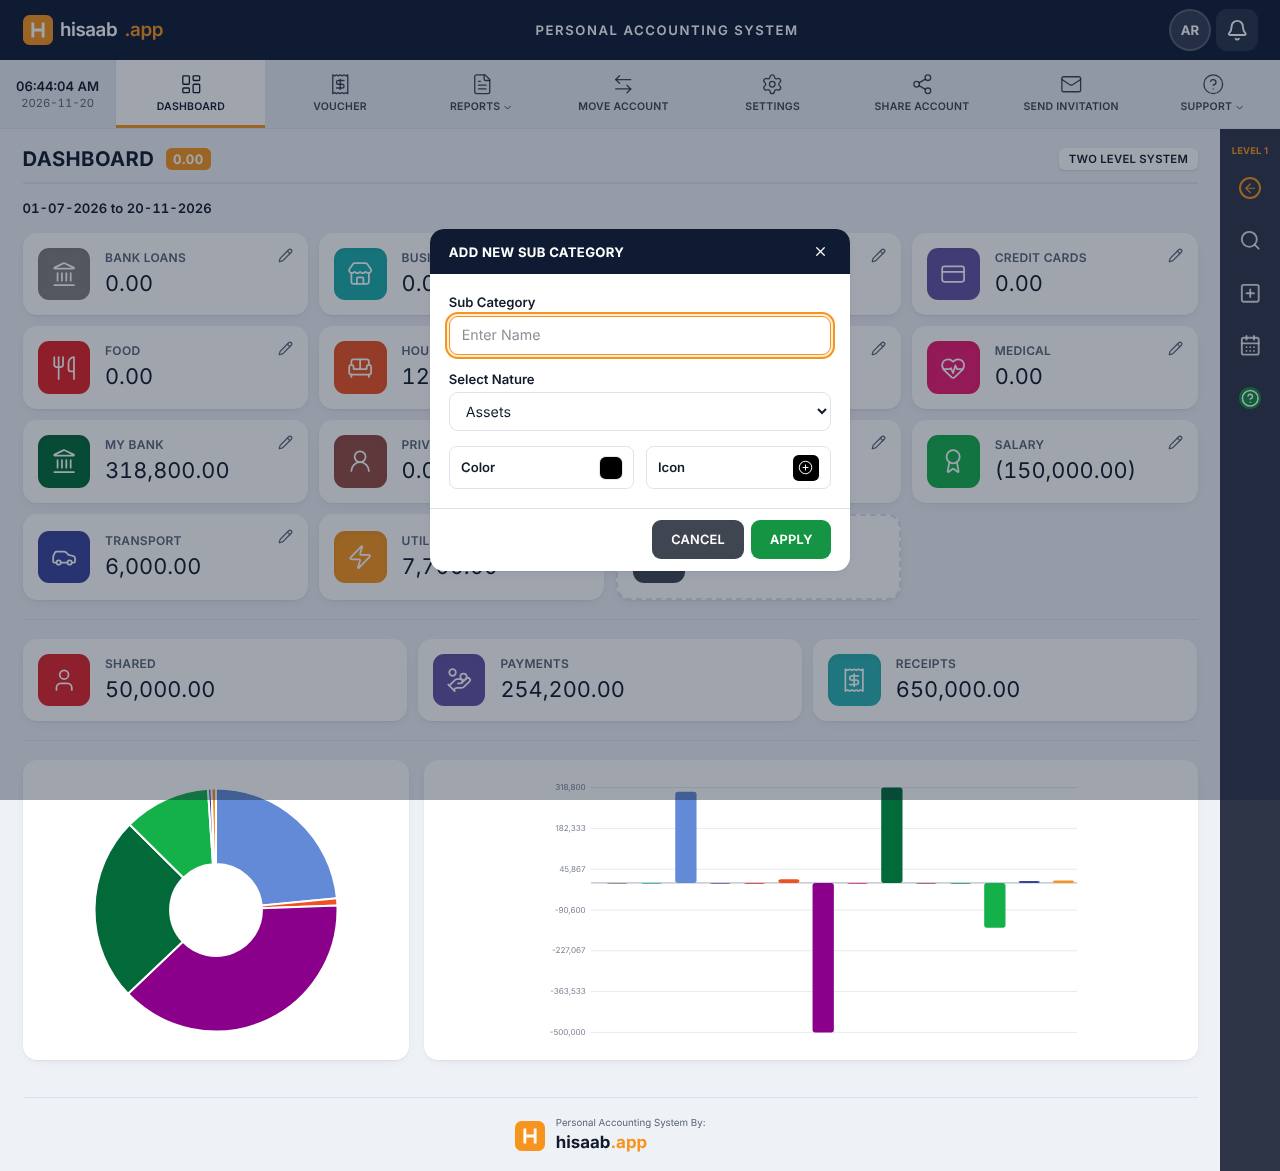 hisaab .app
PERSONAL ACCOUNTING SYSTEM
AR
06:44:04 AM
2026-11-20
DASHBOARD
VOUCHER
REPORTS
MOVE ACCOUNT
SETTINGS
SHARE ACCOUNT
SEND INVITATION
SUPPORT
DASHBOARD 0.00
TWO LEVEL SYSTEM
LEVEL 1
01-07-2026 to 20-11-2026
BANK LOANS
0.00
CREDIT CARDS
0.00
ADD NEW SUB CATEGORY
Sub Category
Enter Name
Select Nature
Assets
Color
Icon
CANCEL
APPLY
FOOD
0.00
MEDICAL
0.00
MY BANK
318,800.00
SALARY
(150,000.00)
TRANSPORT
6,000.00
SHARED
50,000.00
PAYMENTS
254,200.00
RECEIPTS
650,000.00
318,800
182,333
45,867
-90,600
-227,067
-363,533
-500,000
Personal Accounting System By:
hisaab.app